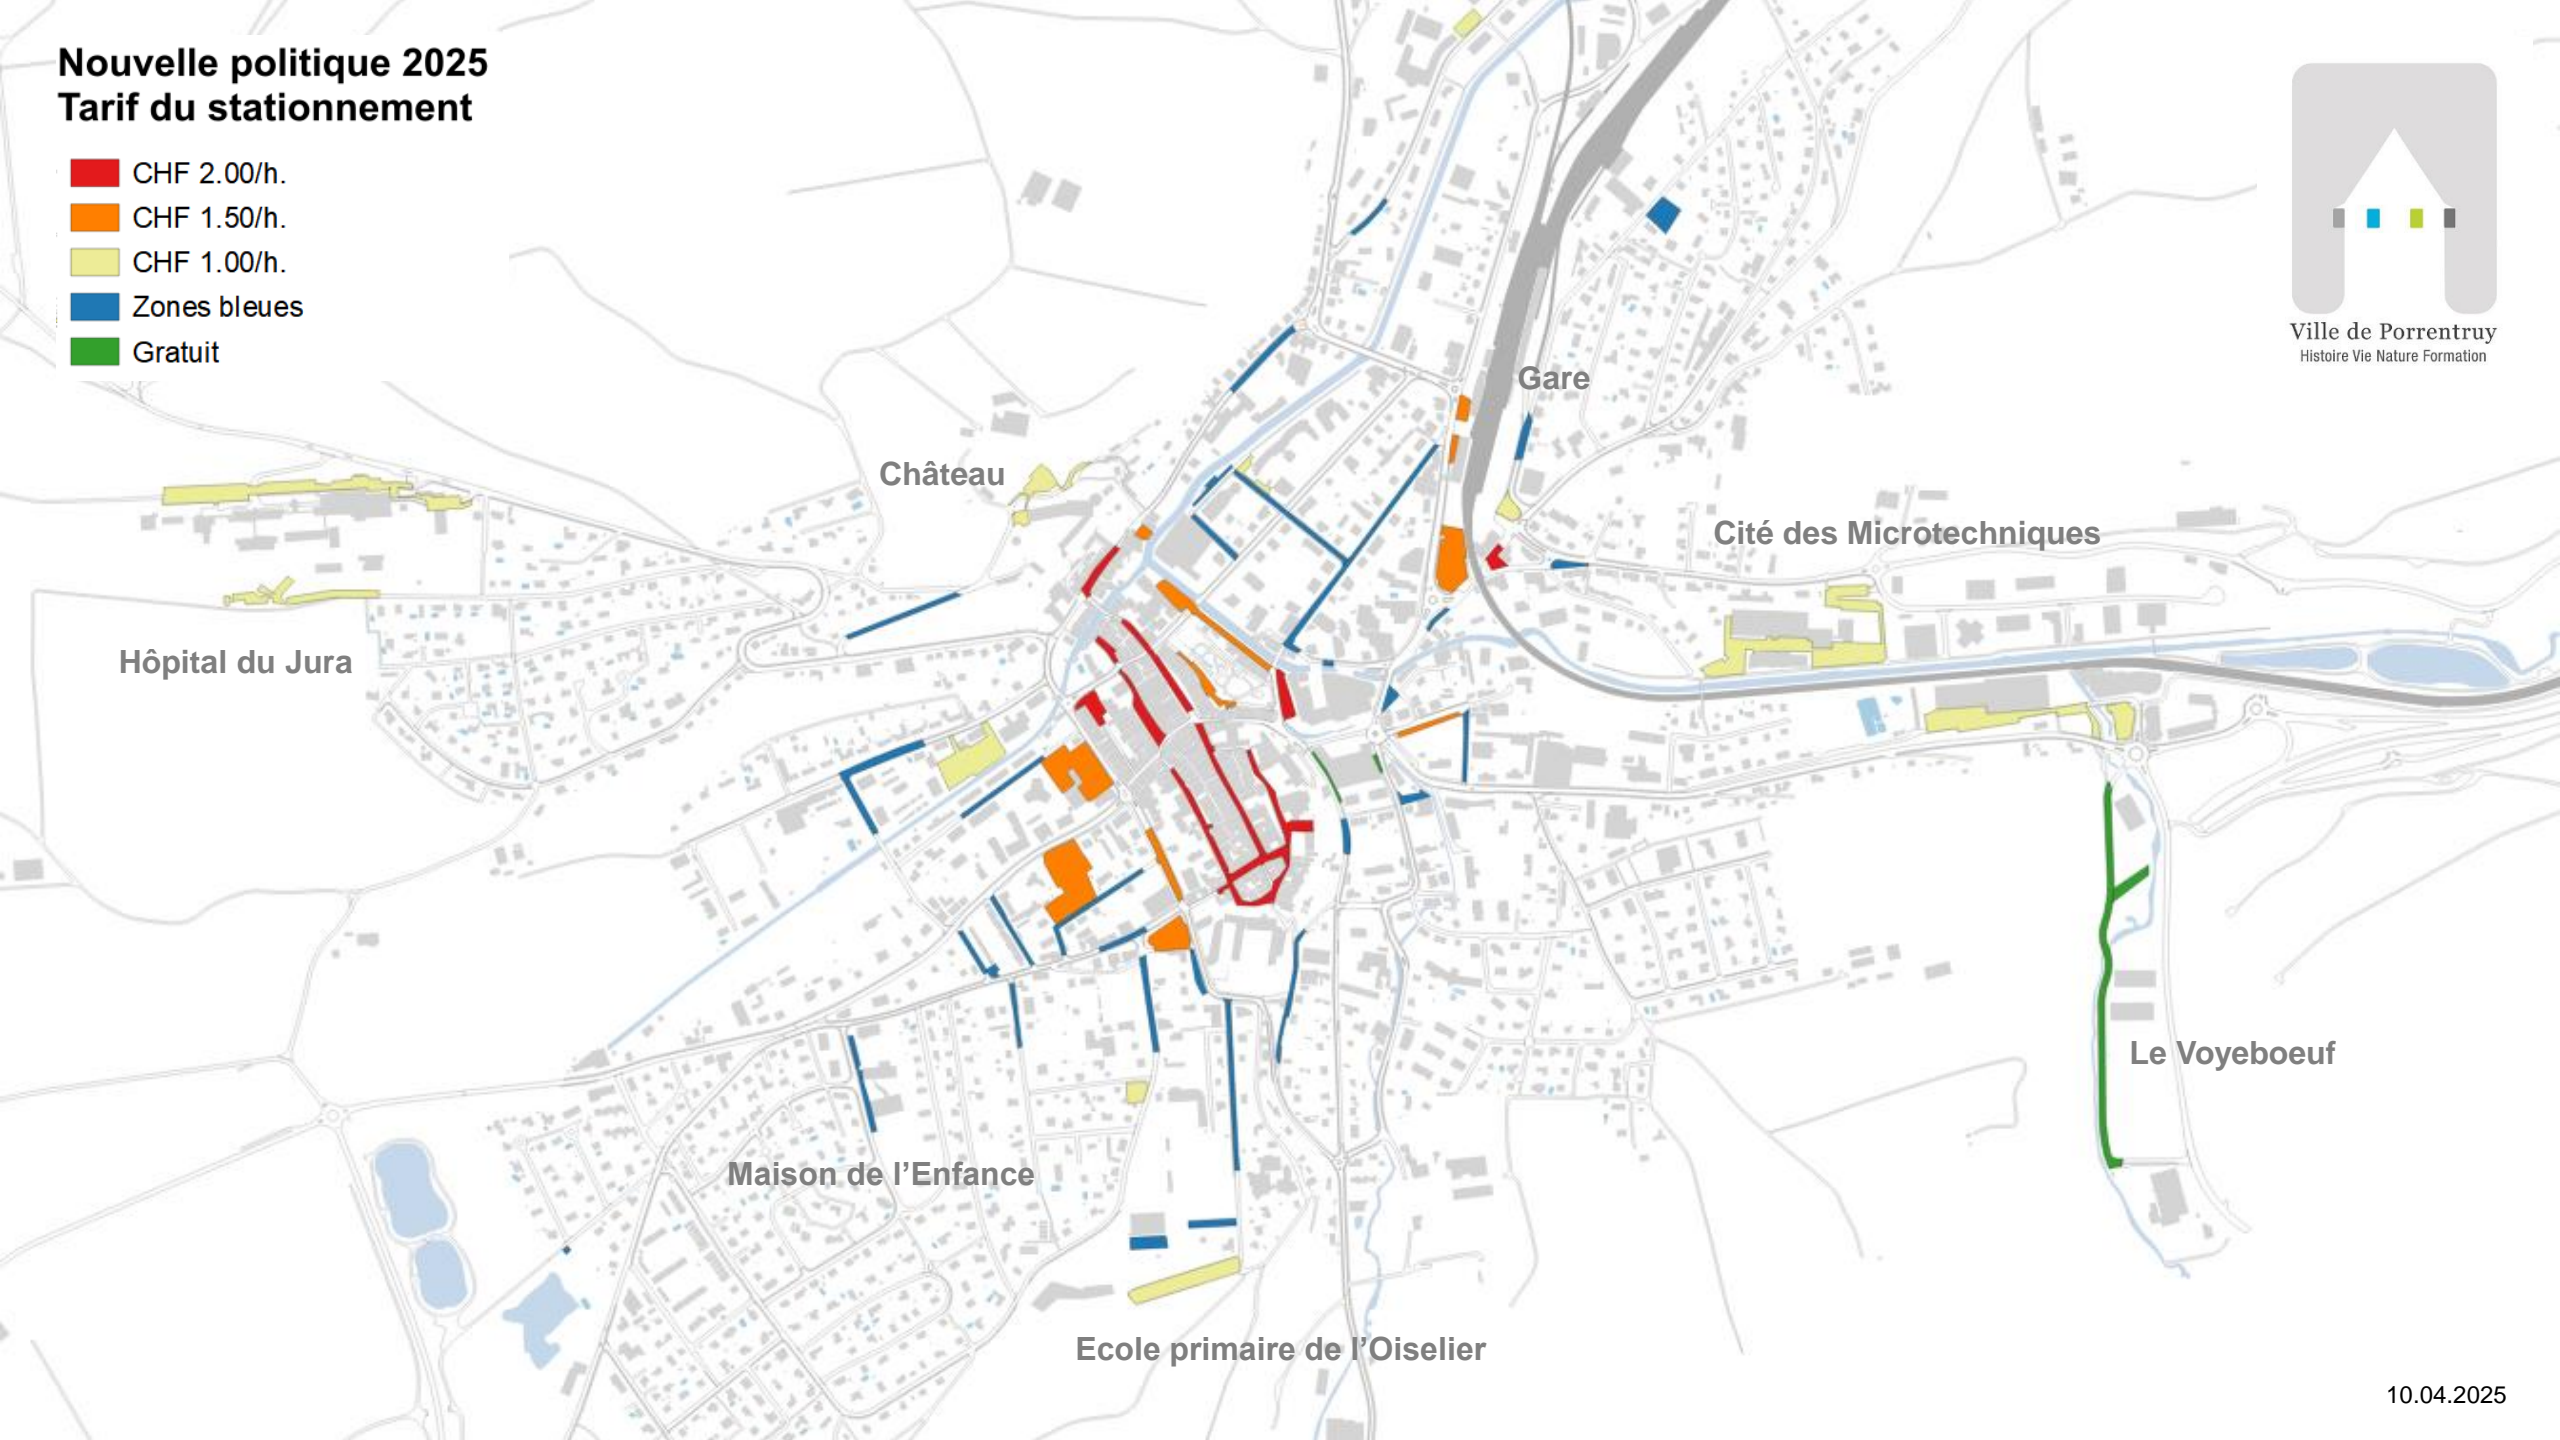 Nouvelle politique 2025
Tarif du stationnement
CHF 2.00/h.
CHF 1.50/h.
CHF 1.00/h.
Zones bleues
Gratuit
Ville de Porrentruy
Histoire Vie Nature Formation
Gare
Château
Cité des Microtechniques
Hôpital du Jura
Le Voyeboeuf
Maison de l’Enfance
Ecole primaire de l’Oiselier
10.04.2025